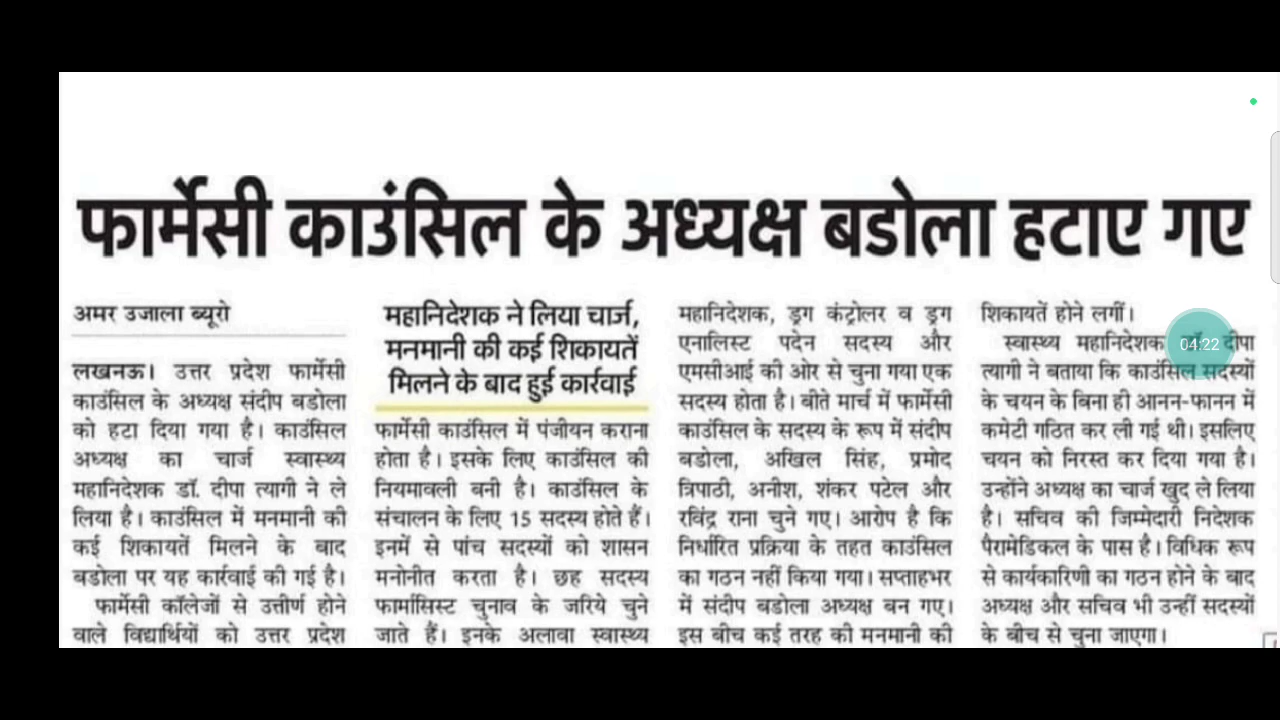 फार्मेसी काउंसिल के अध्यक्ष बडोला हटाए गए
अमर उजाला ब्यूरो
लखनऊ। उत्तर प्रदेश फार्मेसी
काउंसिल के अध्यक्ष संदीप बडोला
को हटा दिया गया है। काउंसिल
अध्यक्ष का चार्ज स्वास्थ्य
महानिदेशक डॉ. दीपा त्यागी ने ले
लिया है। काउंसिल में मनमानी की
कई शिकायतें मिलने के बाद
बडोला पर यह कार्रवाई की गई है।
फार्मेसी कॉलेजों से उत्तीर्ण होने
वाले विद्यार्थियों को उत्तर प्रदेश
महानिदेशक ने लिया चार्ज,
मनमानी की कई शिकायतें
मिलने के बाद हुई कार्रवाई
फार्मेसी काउंसिल में पंजीयन कराना
होता है। इसके लिए काउंसिल की
नियमावली बनी है। काउंसिल के
संचालन के लिए 15 सदस्य होते हैं।
इनमें से पांच सदस्यों को शासन
मनोनीत करता है। छह सदस्य
फार्मासिस्ट चुनाव के जरिये चुने
जाते हैं। इनके अलावा स्वास्थ्य
महानिदेशक, ड्रग कंट्रोलर व ड्रग
एनालिस्ट पदेन सदस्य और
एमसीआई की ओर से चुना गया एक
सदस्य होता है। बीते मार्च में फार्मेसी
काउंसिल के सदस्य के रूप में संदीप
बडोला, अखिल सिंह, प्रमोद
त्रिपाठी, अनीश, शंकर पटेल और
रविंद्र राना चुने गए। आरोप है कि
निर्धारित प्रक्रिया के तहत काउंसिल
का गठन नहीं किया गया। सप्ताहभर
में संदीप बडोला अध्यक्ष बन गए।
इस बीच कई तरह की मनमानी की
शिकायतें होने लगीं।
स्वास्थ्य महानिदेशक दीपा
त्यागी ने बताया कि काउंसिल सदस्यों
के चयन के बिना ही आनन-फानन में
कमेटी गठित कर ली गई थी। इसलिए
चयन को निरस्त कर दिया गया है।
उन्होंने अध्यक्ष का चार्ज खुद ले लिया
है। सचिव की जिम्मेदारी निदेशक
पैरामेडिकल के पास है। विधिक रूप
से कार्यकारिणी का गठन होने के बाद
अध्यक्ष और सचिव भी उन्हीं सदस्यों
के बीच से चुना जाएगा।
04:22